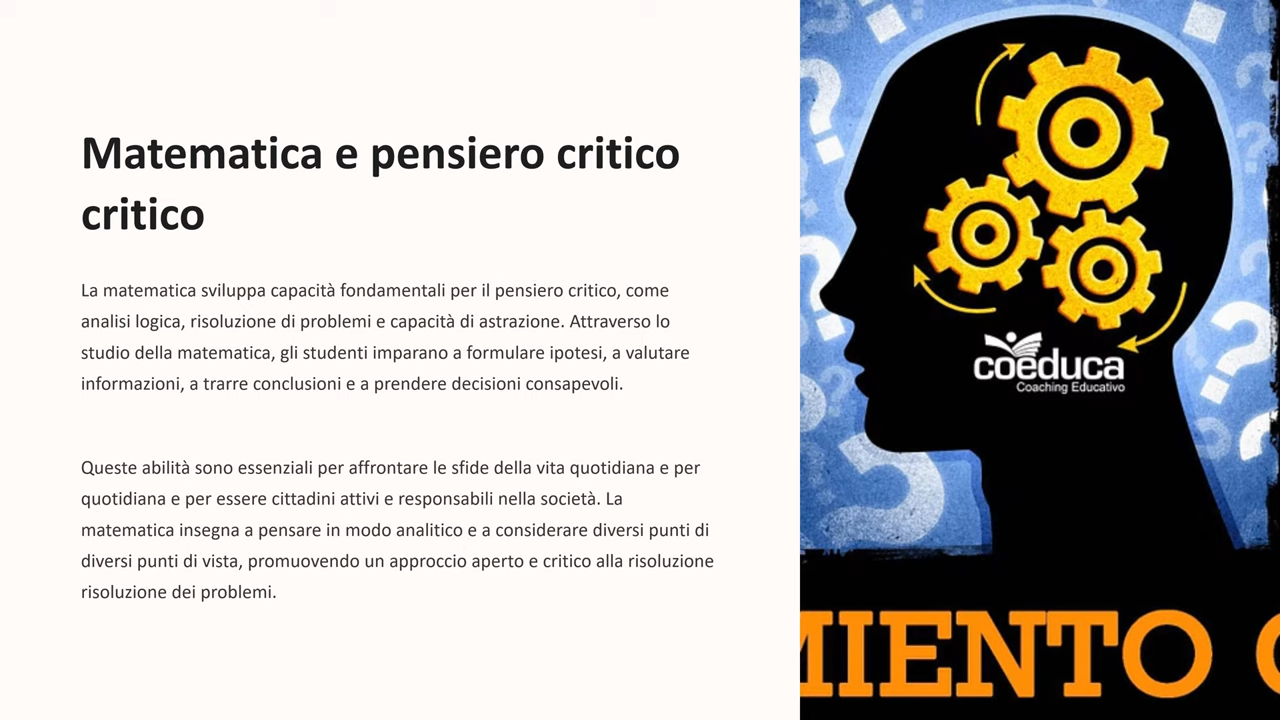 Matematica e pensiero critico
critico
La matematica sviluppa capacità fondamentali per il pensiero critico, come
analisi logica, risoluzione di problemi e capacità di astrazione. Attraverso lo
studio della matematica, gli studenti imparano a formulare ipotesi, a valutare
informazioni, a trarre conclusioni e a prendere decisioni consapevoli.
Queste abilità sono essenziali per affrontare le sfide della vita quotidiana e per
quotidiana e per essere cittadini attivi e responsabili nella società. La
matematica insegna a pensare in modo analitico e a considerare diversi punti di
diversi punti di vista, promuovendo un approccio aperto e critico alla risoluzione
risoluzione dei problemi.
coeduca
Coaching Educativo
MIENTO C